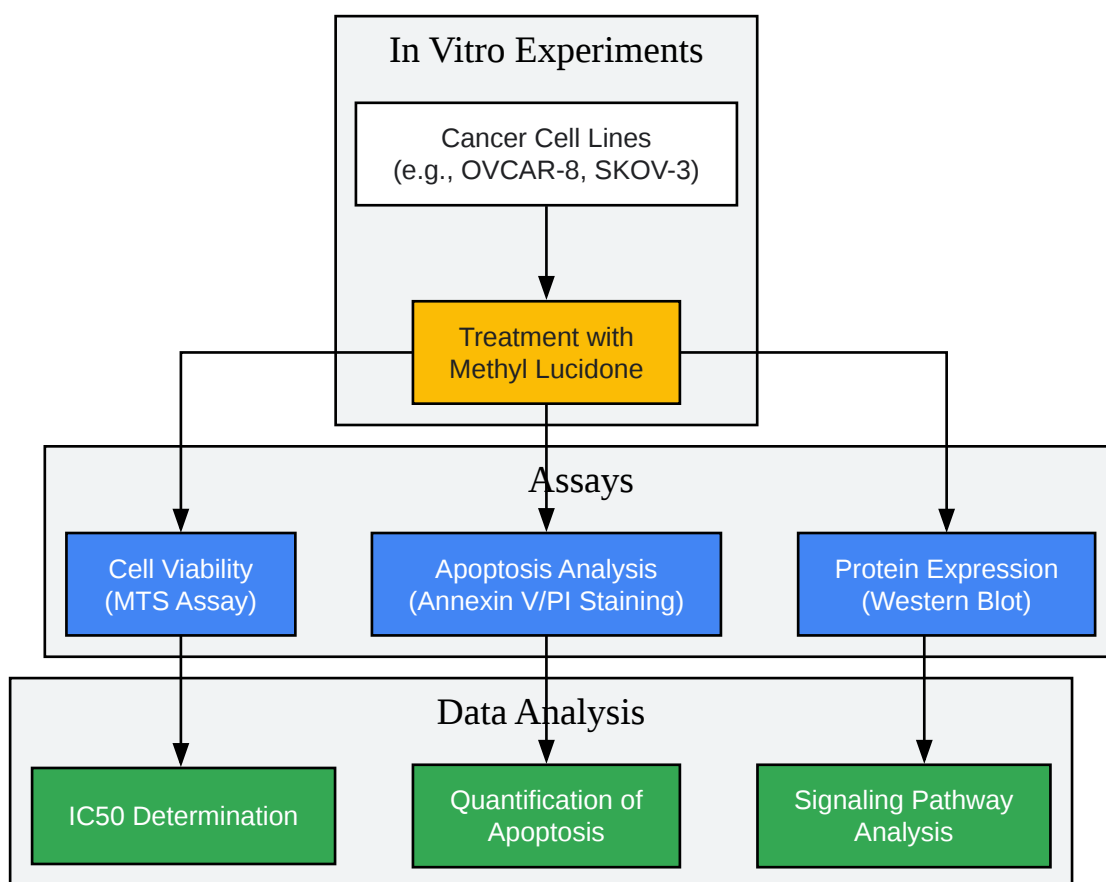 In Vitro Experiments
Cancer Cell Lines
(e.g., OVCAR-8, SKOV-3)
Treatment with
Methyl Lucidone
Assays
Cell Viability
(MTS Assay)
Apoptosis Analysis
(Annexin V/PI Staining)
Protein Expression
(Western Blot)
Data Analysis
IC50 Determination
Quantification of
Apoptosis
Signaling Pathway
Analysis